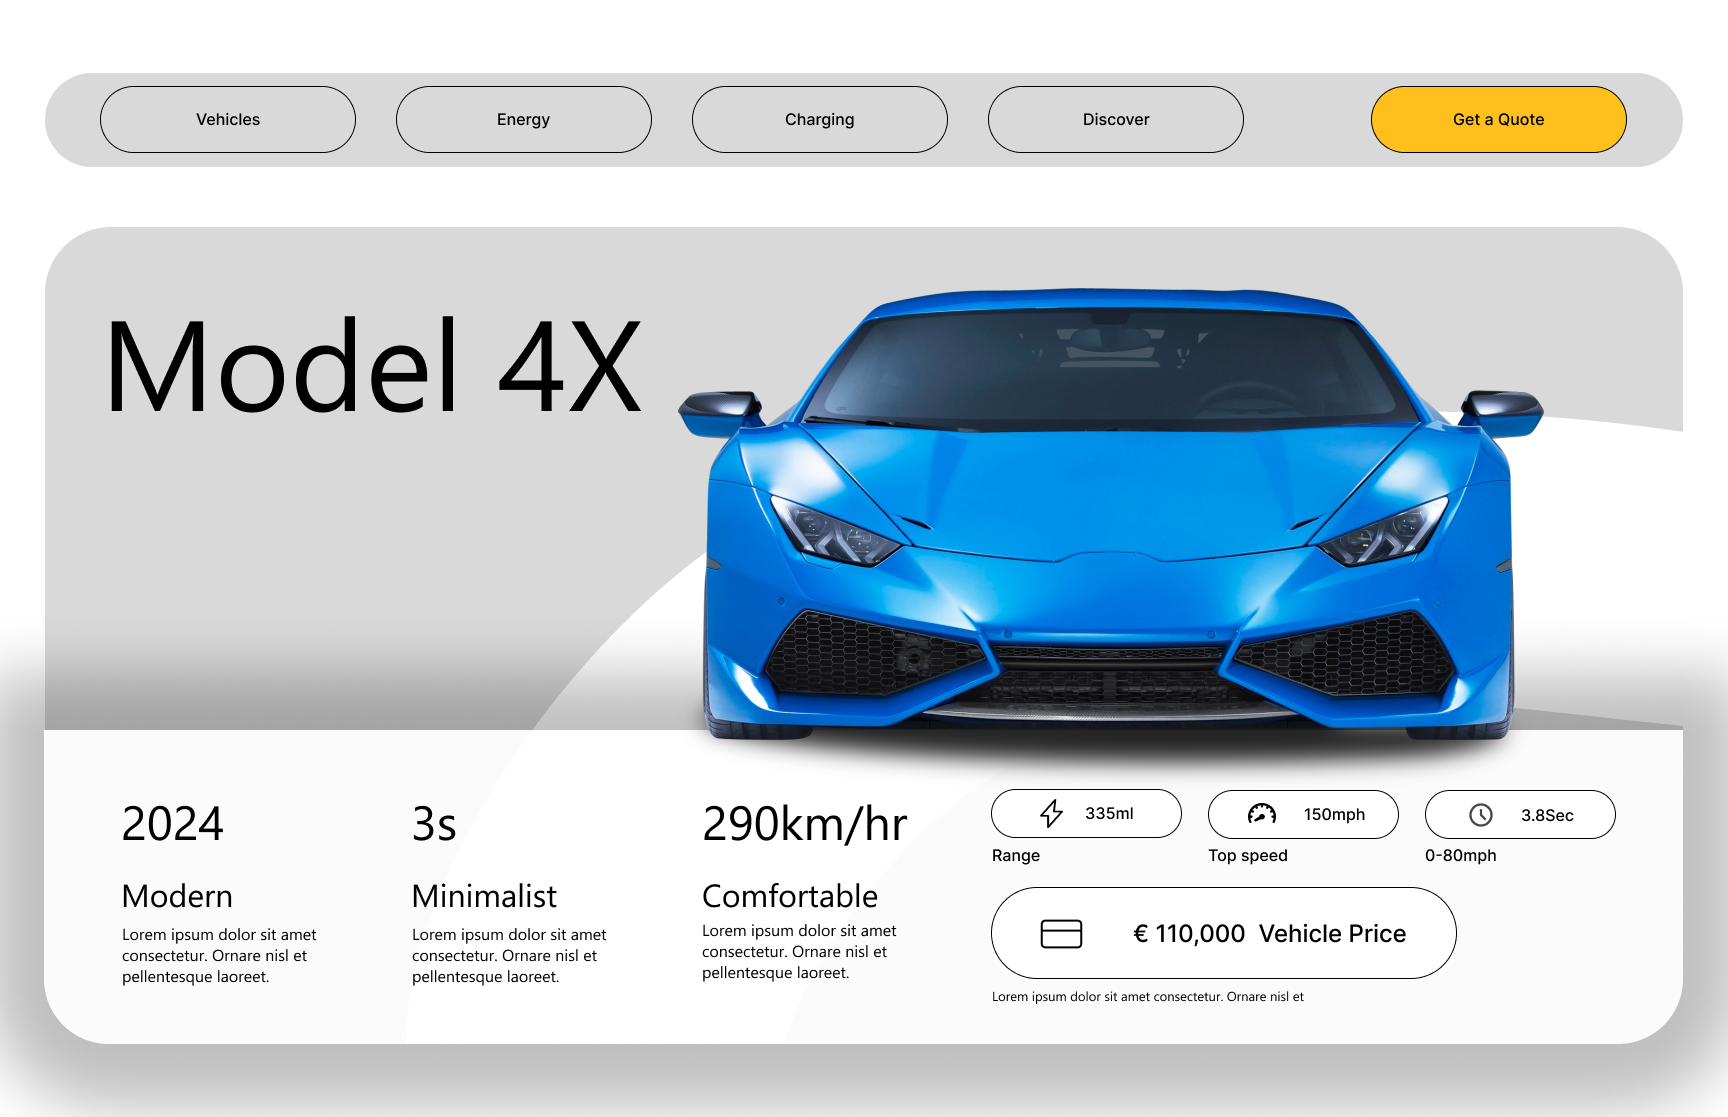 Vehicles
Energy
Charging
Discover
Get a Quote
Model 4X
2024
Modern
Lorem ipsum dolor sit amet
consectetur. Ornare nisl et
pellentesque laoreet.
3s
Minimalist
Lorem ipsum dolor sit amet
consectetur. Ornare nisl et
pellentesque laoreet.
290km/hr
Comfortable
Lorem ipsum dolor sit amet
consectetur. Ornare nisl et
pellentesque laoreet.
335ml
Range
150mph
Top speed
3.8Sec
0-80mph
€ 110,000 Vehicle Price
Lorem ipsum dolor sit amet consectetur. Ornare nisl et